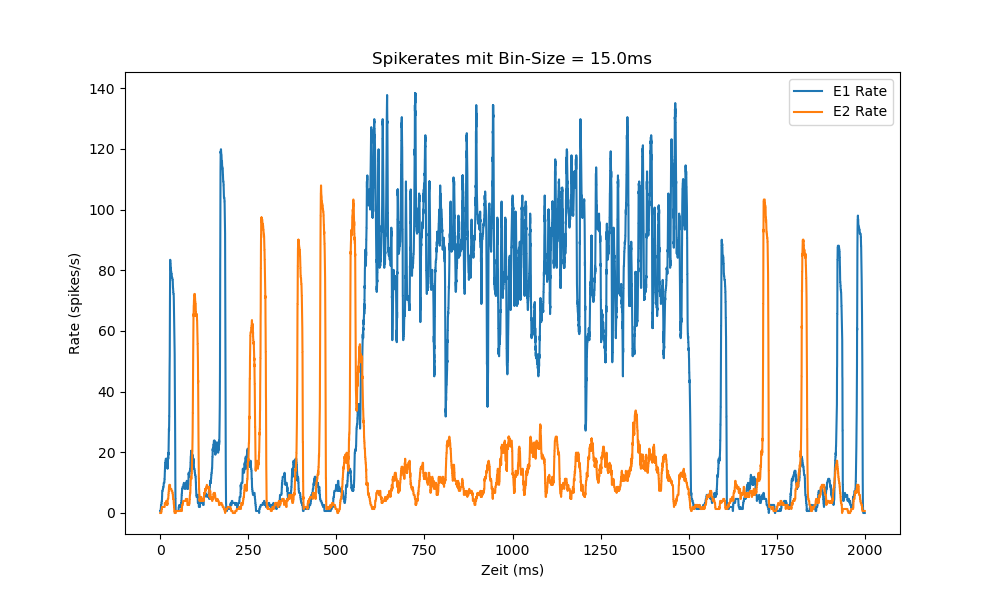 Spikerates mit Bin-Size = 15.0ms
E1 Rate
E2 Rate
140
120
100
80
60
40
20
0
Rate (spikes/s)
0 250 500 750 1000 1250 1500 1750 2000
Zeit (ms)